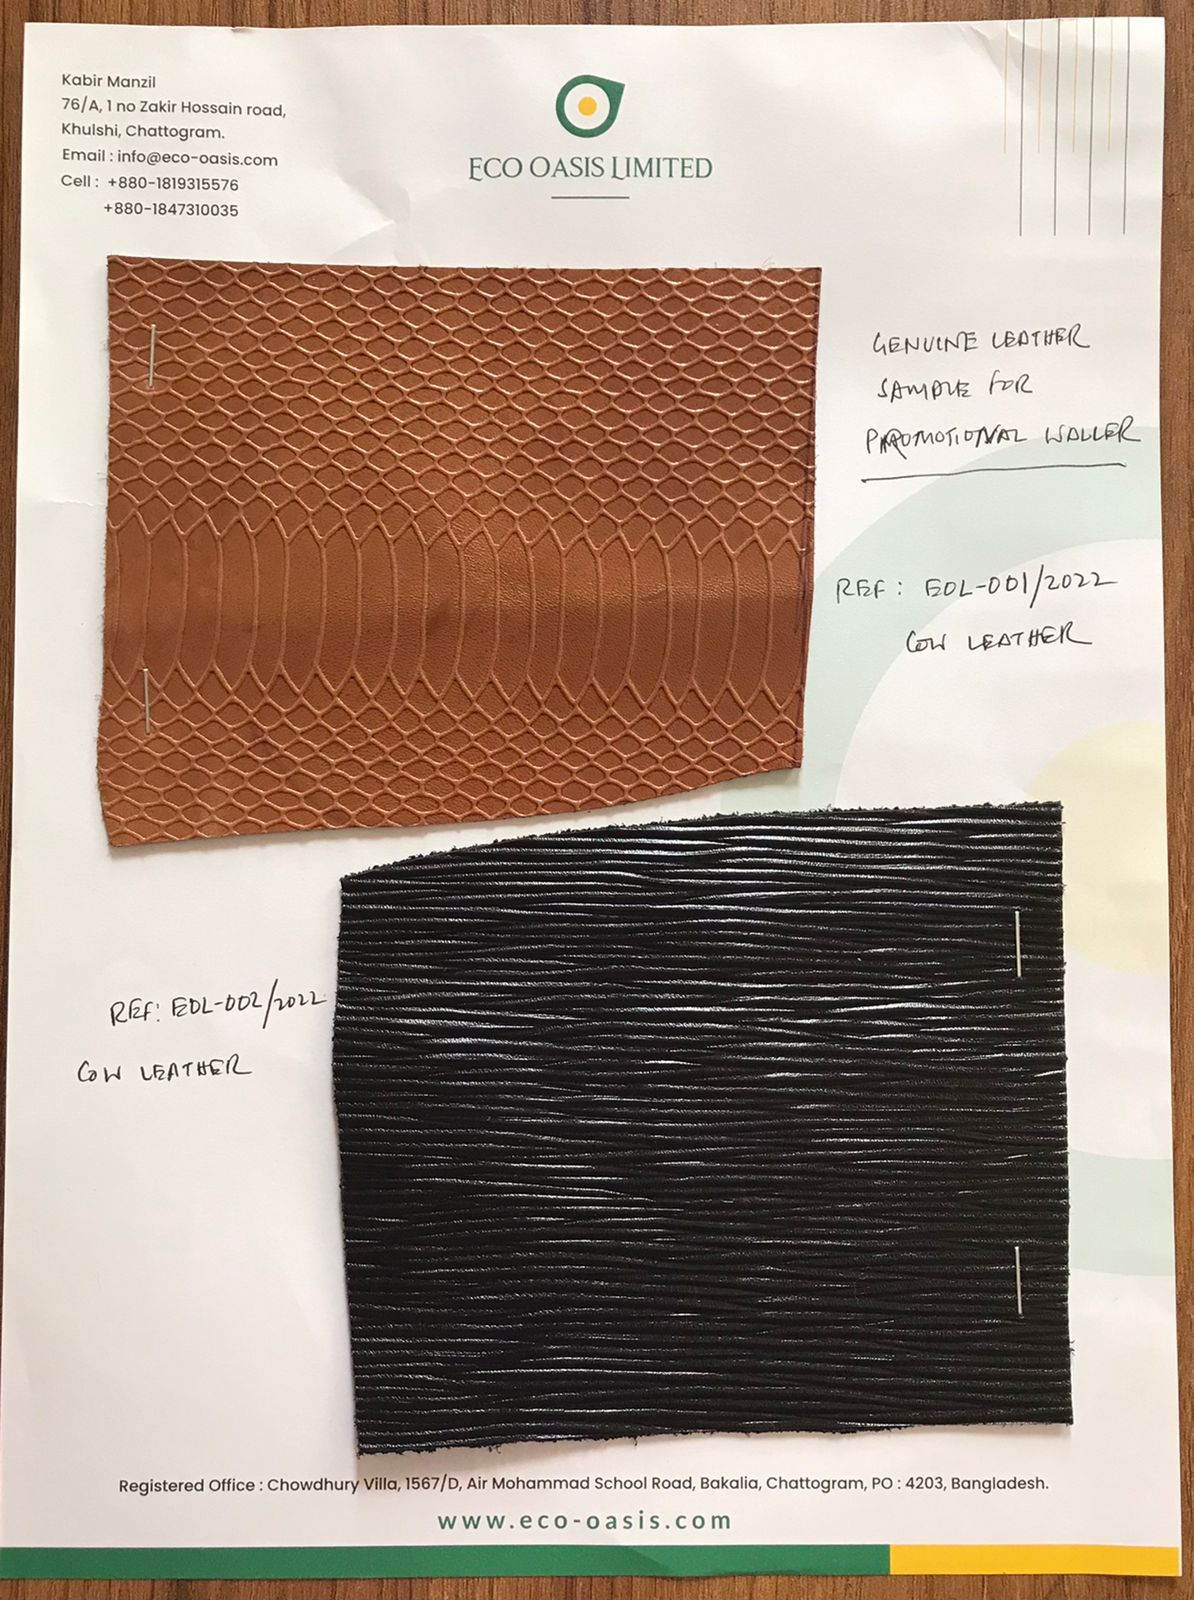 Kabir Manzil
76/A, 1 no Zakir Hossain road,
Khulshi, Chattogram.
Email : info@eco-oasis.com
Cell : +880-1819315576
+880-1847310035
ECO OASIS LIMITED
GENUINE LEATHER
SAMPLE FOR
PROMOTIONAL WALLER
REF: EOL-001/2022
COW LEATHER
REF: EOL-002/2022
COW LEATHER
Registered Office : Chowdhury Villa, 1567/D, Air Mohammad School Road, Bakalia, Chattogram, PO : 4203, Bangladesh.
www.eco-oasis.com